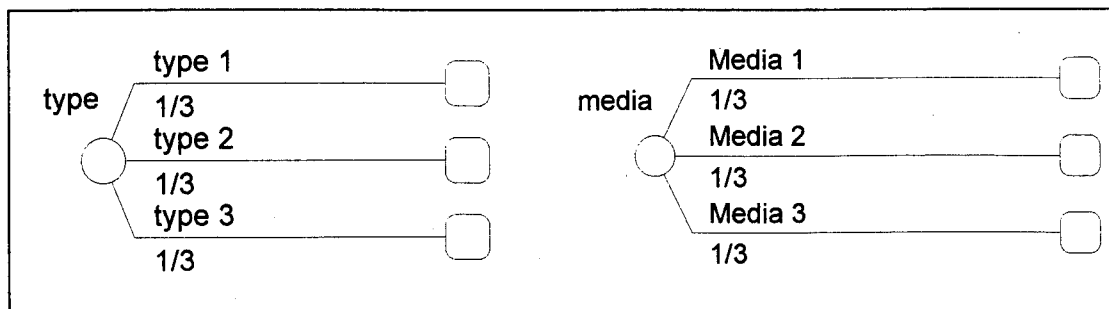 type
type 1
1/3
type 2
1/3
type 3
1/3
media
Media 1
1/3
Media 2
1/3
Media 3
1/3